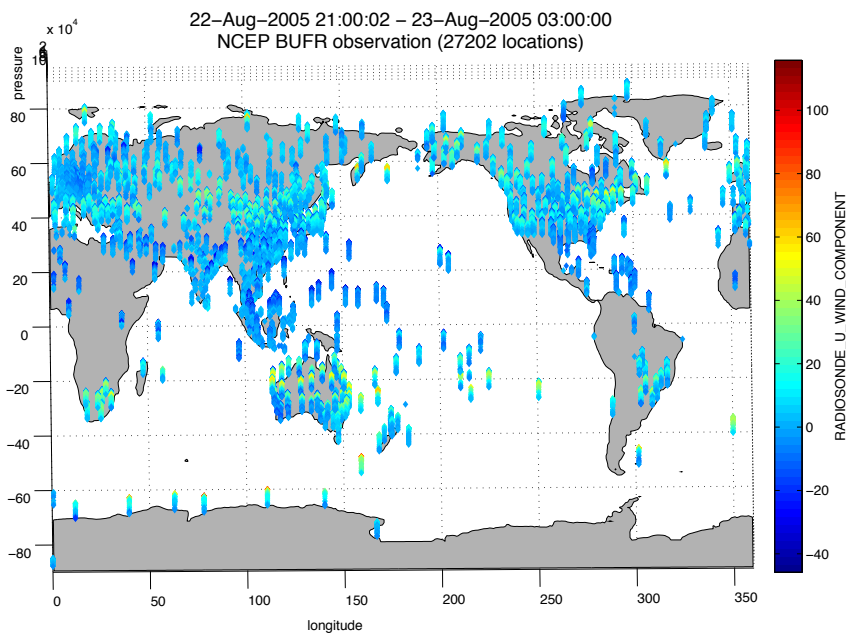 22−Aug−2005 21:00:02 − 23−Aug−2005 03:00:00
NCEP BUFR observation (27202 locations)
x 10⁴
pressure
80
60
40
20
0
−20
−40
−60
−80
0 50 100 150 200 250 300 350
longitude
100
80
60
40
20
0
−20
−40
RADIOSONDE_U_WIND_COMPONENT